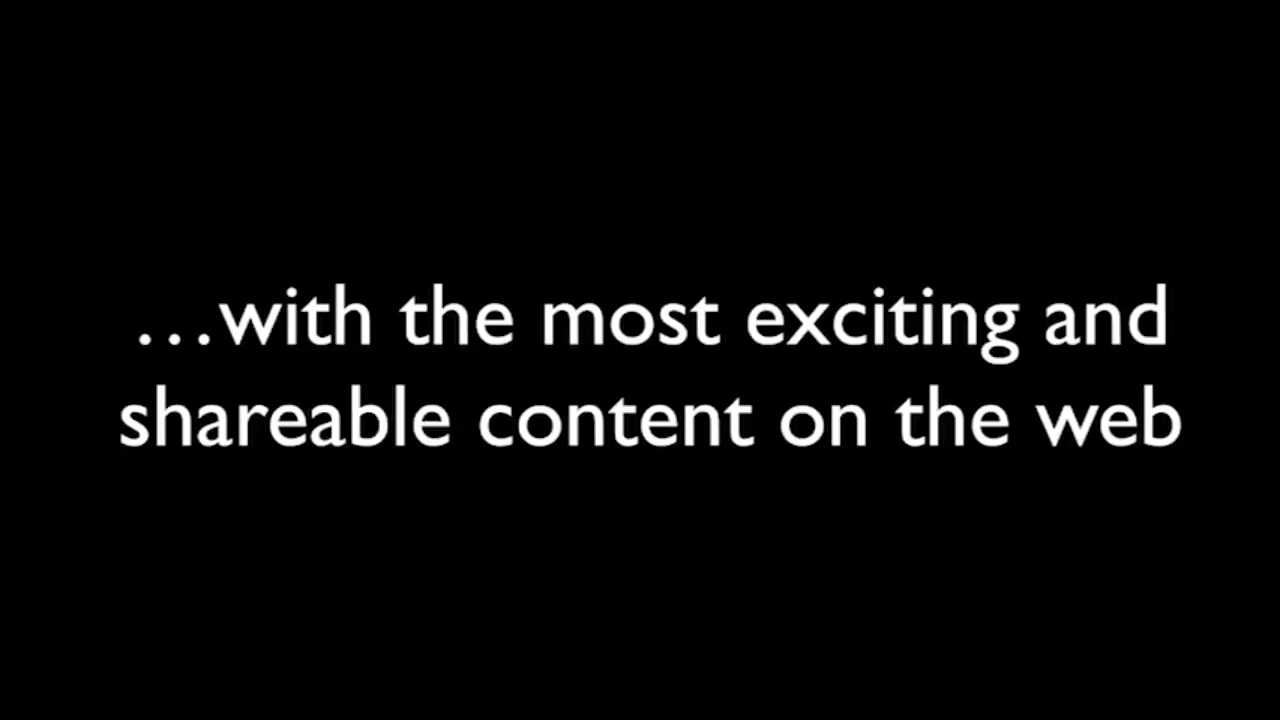 ...with the most exciting and
shareable content on the web